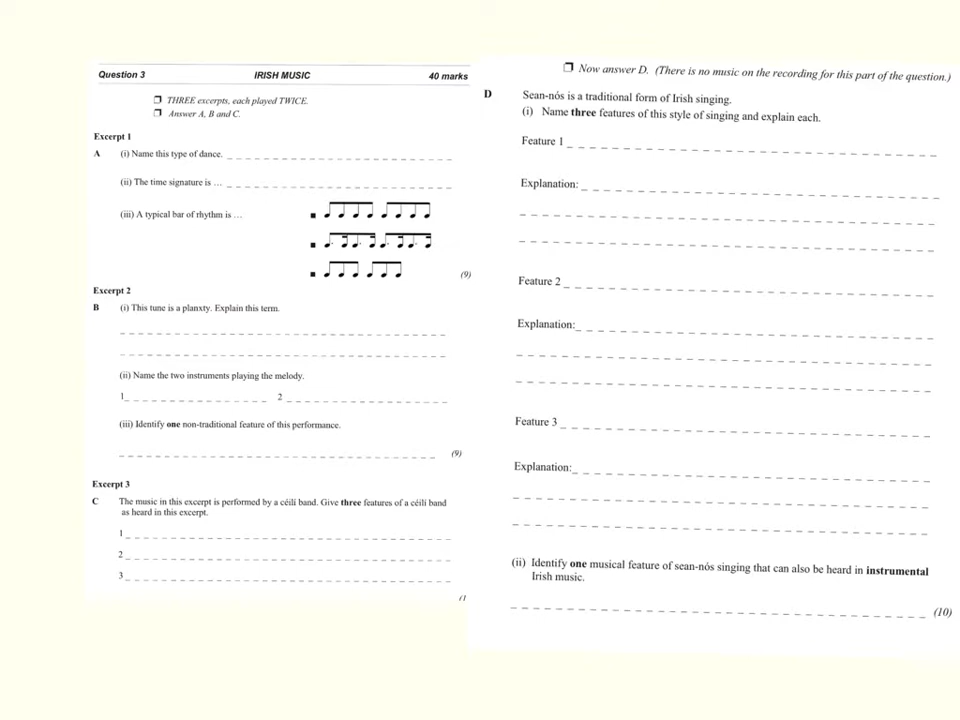 Question 3 IRISH MUSIC 40 marks
❒ THREE excerpts, each played TWICE.
❒ Answer A, B and C.
Excerpt 1
A (i) Name this type of dance.
(ii) The time signature is …
(iii) A typical bar of rhythm is …
(9)
Excerpt 2
B (i) This tune is a planxty. Explain this term.
(ii) Name the two instruments playing the melody.
1 2
(iii) Identify one non-traditional feature of this performance.
(9)
Excerpt 3
C The music in this excerpt is performed by a céilí band. Give three features of a céilí band
as heard in this excerpt.
1
2
3
❒ Now answer D. (There is no music on the recording for this part of the question.)
D Sean-nós is a traditional form of Irish singing.
(i) Name three features of this style of singing and explain each.
Feature 1
Explanation:
Feature 2
Explanation:
Feature 3
Explanation:
(ii) Identify one musical feature of sean-nós singing that can also be heard in instrumental
Irish music.
(10)